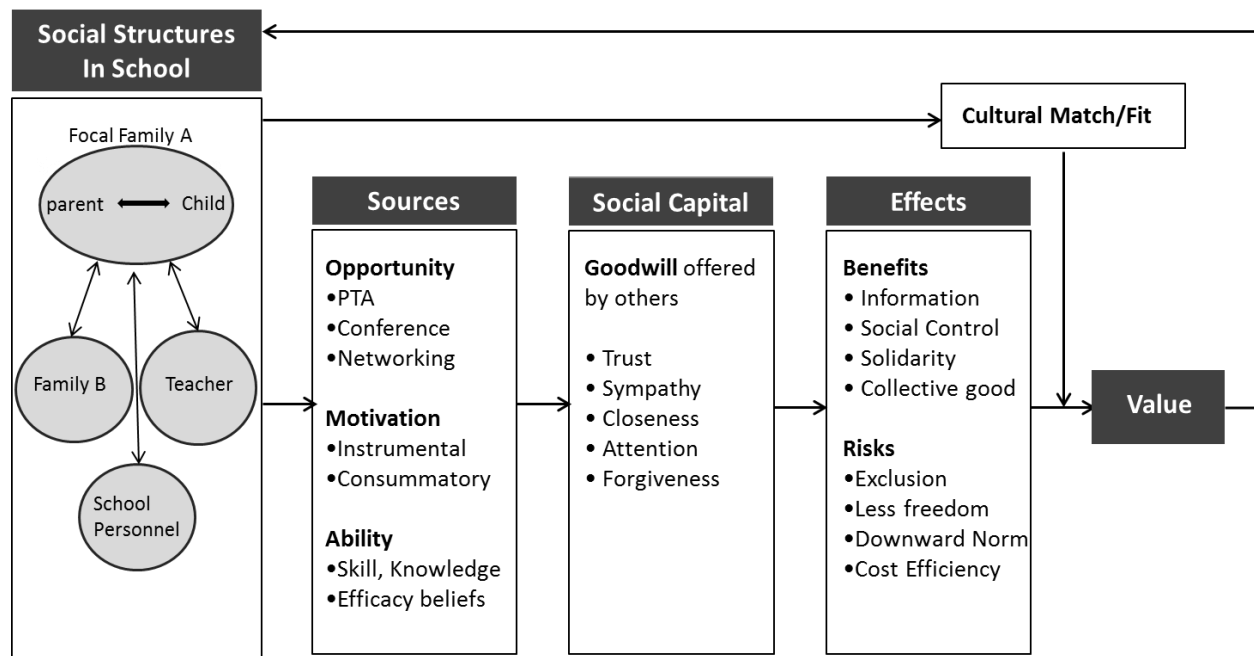 Social Structures
In School
Focal Family A
parent
Child
Family B
Teacher
School
Personnel
Sources
Opportunity
•PTA
•Conference
•Networking
Motivation
•Instrumental
•Consummatory
Ability
•Skill, Knowledge
•Efficacy beliefs
Social Capital
Goodwill offered
by others
• Trust
• Sympathy
• Closeness
• Attention
• Forgiveness
Effects
Benefits
• Information
• Social Control
• Solidarity
• Collective good
Risks
•Exclusion
•Less freedom
•Downward Norm
•Cost Efficiency
Cultural Match/Fit
Value